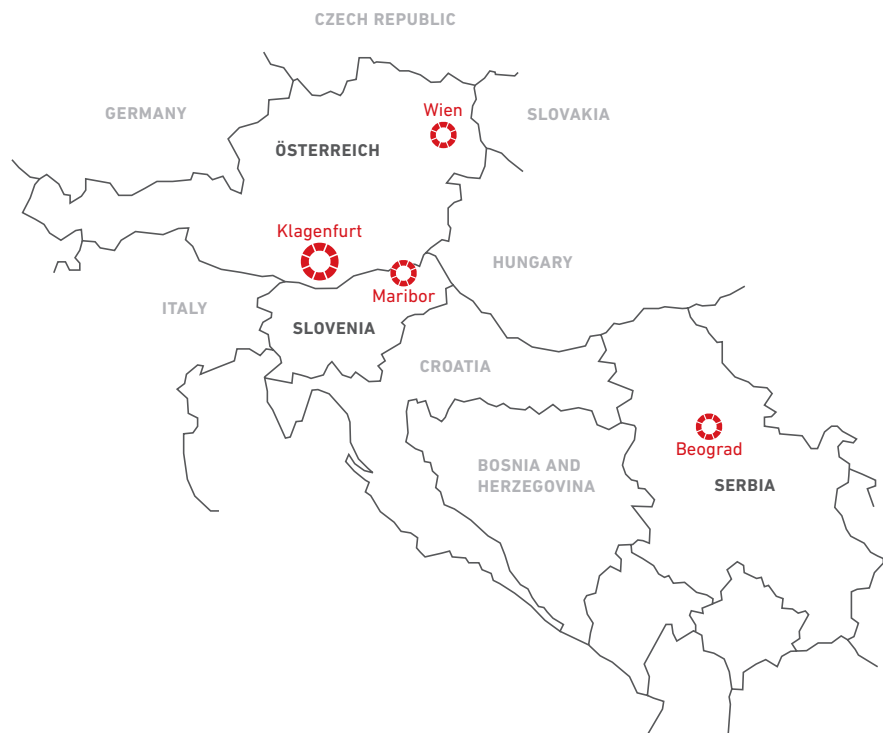 CZECH REPUBLIC
GERMANY
Wien
SLOVAKIA
ÖSTERREICH
Klagenfurt
HUNGARY
Maribor
ITALY
SLOVENIA
CROATIA
Beograd
BOSNIA AND
HERZEGOVINA
SERBIA